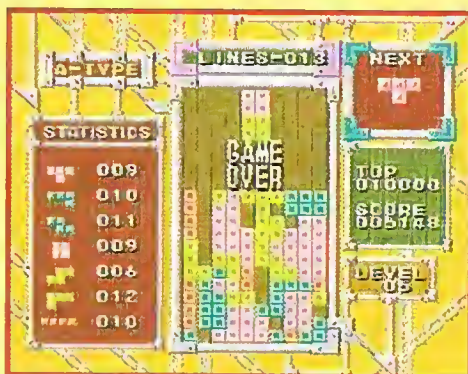 A-TYPE
LINES-013
NEXT
STATISTICS
009
010
011
009
006
012
010
GAME
OVER
TOP
010000
SCORE
005148
LEVEL